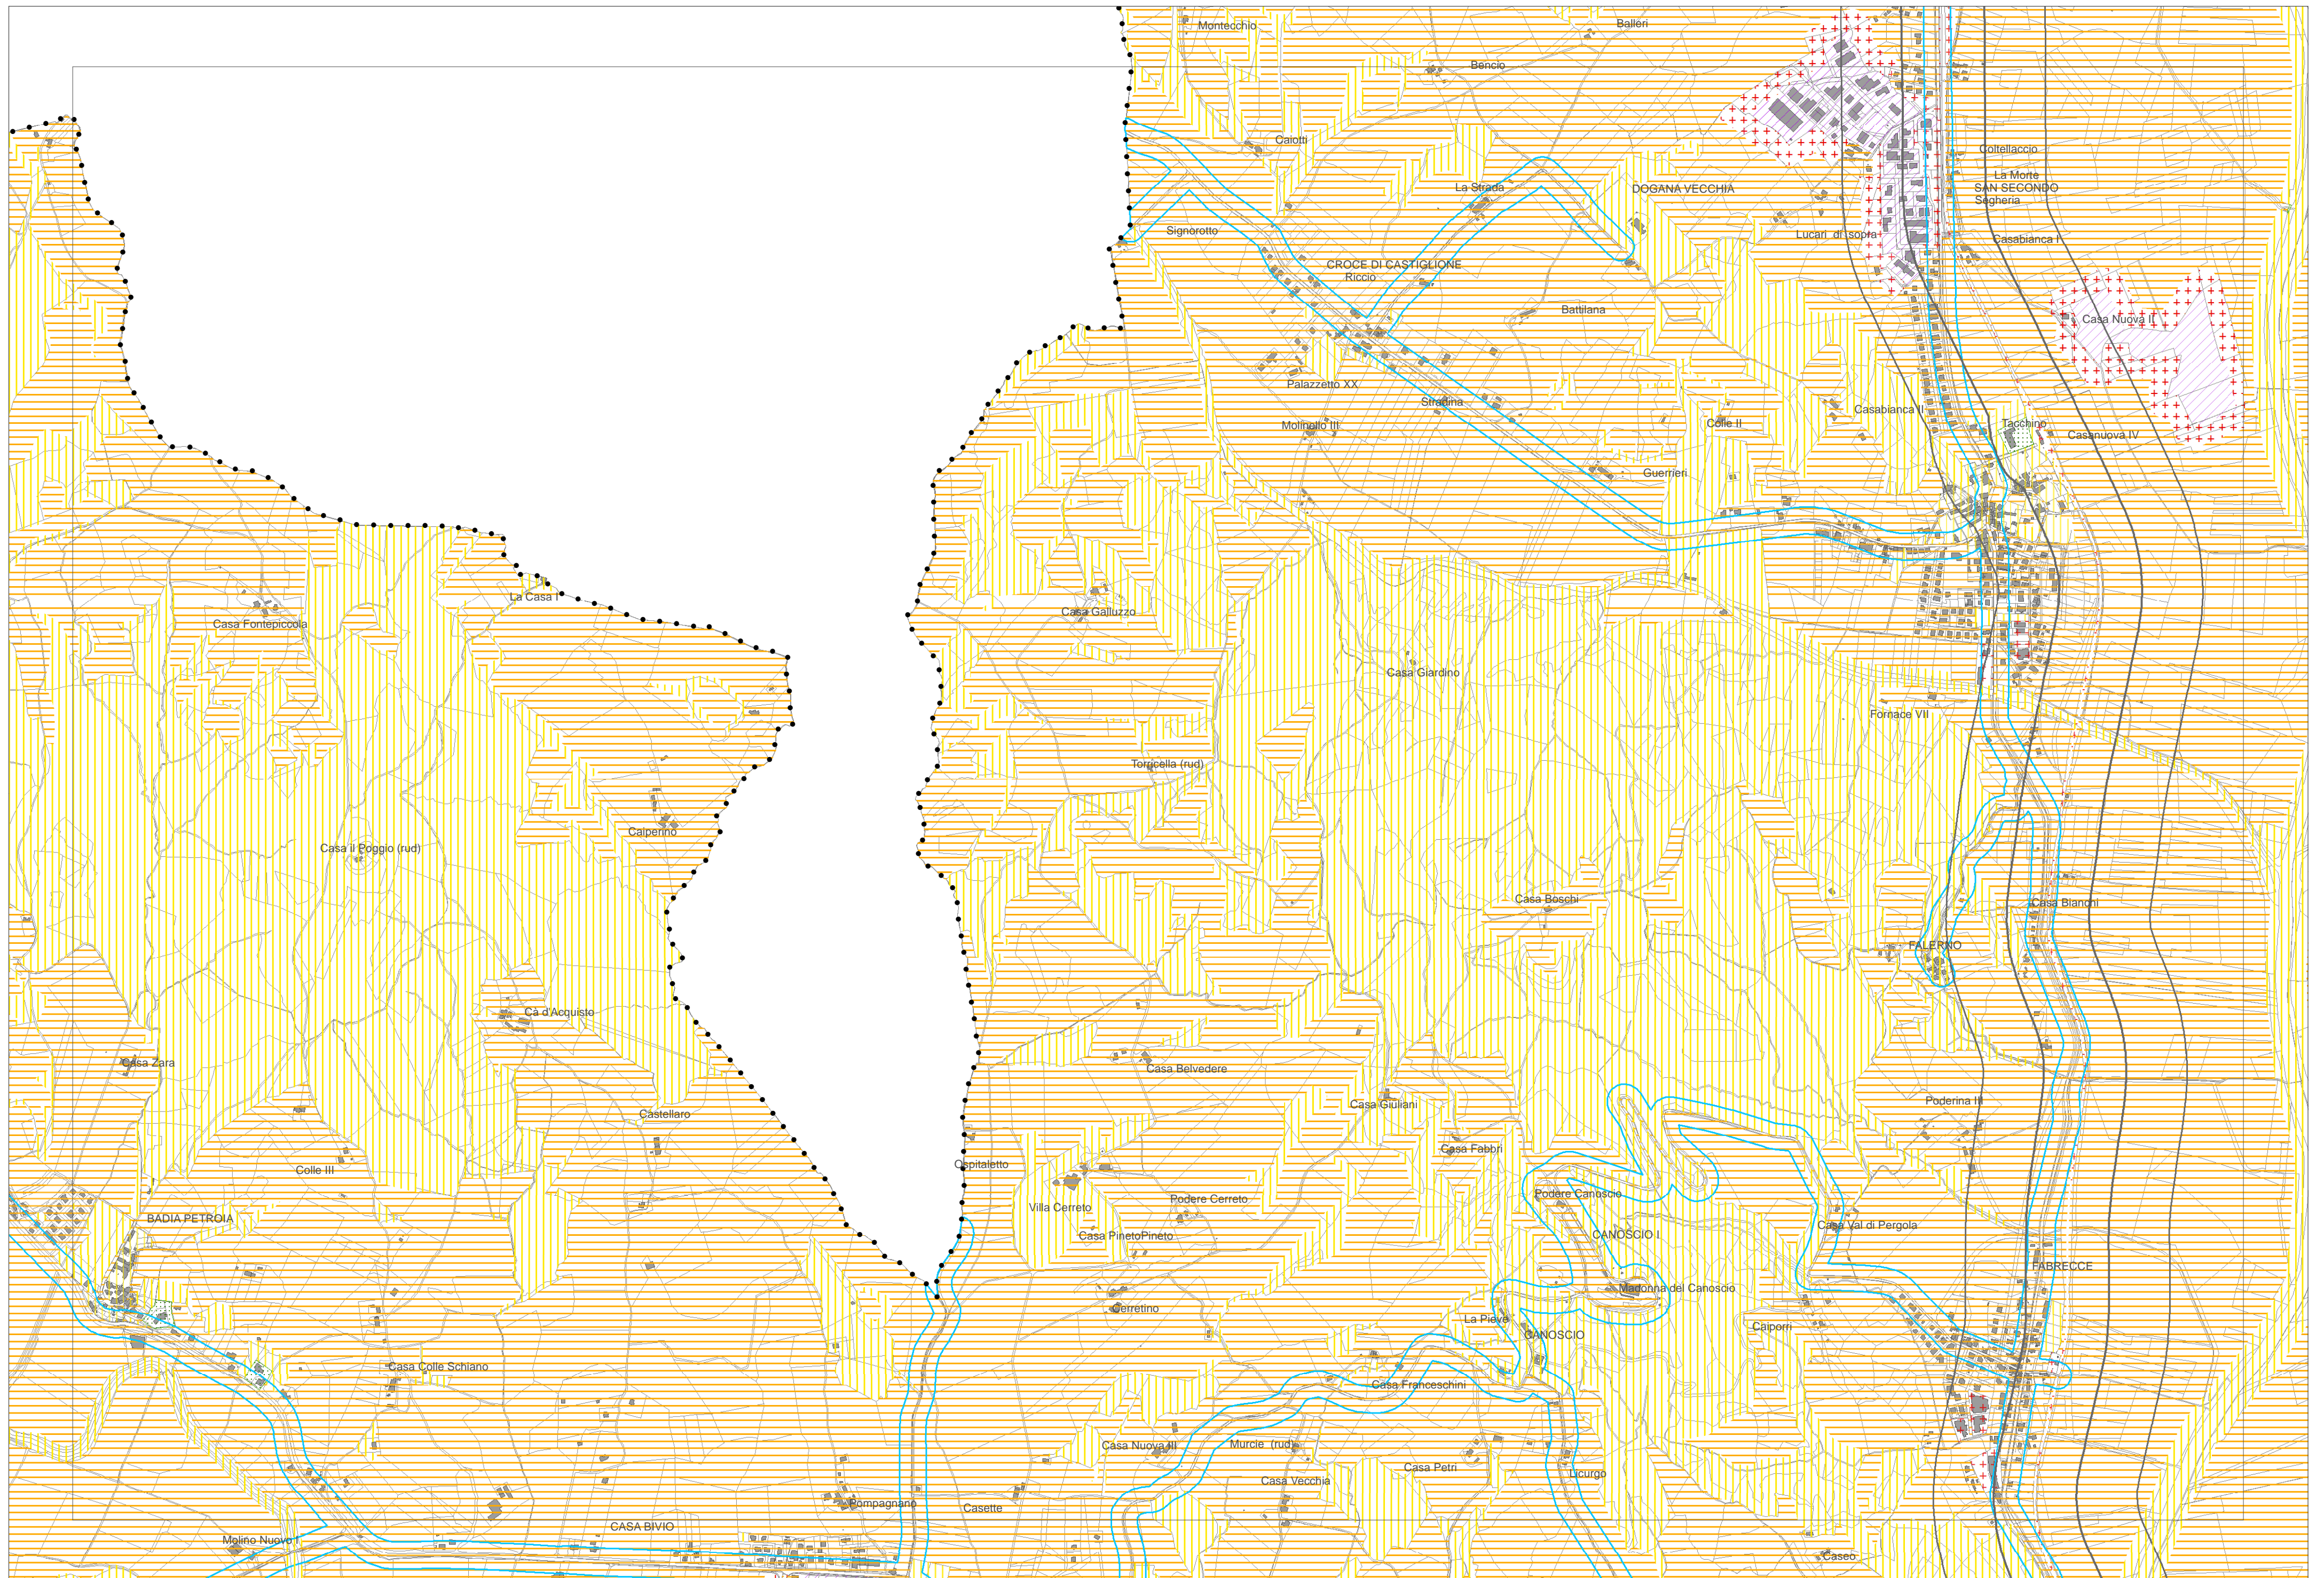 Montecchio
Balleri
Bencio
Caiotti
Coltellaccio
La Morte
La Strada
DOGANA VECCHIA
SAN SECONDO
Segheria
Signorotto
Lucari di sopra
Casabianca I
CROCE DI CASTIGLIONE
Riccio
Battilana
Casa Nuova II
Palazzetto XX
Stradina
Casabianca II
Molinello III
Colle II
Tacchino
Casanuova IV
Guerrieri
La Casa I
Casa Fontepiccola
Casa Galluzzo
Casa Giardino
Fornace VII
Torricella (rud)
Caiperino
Casa il Poggio (rud)
Casa Boschi
Casa Bianchi
FALERNO
Cà d'Acquisto
Casa Zara
Casa Belvedere
Castellaro
Casa Giuliani
Poderina III
Casa Fabbri
Colle III
Ospitaletto
Podere Canoscio
Villa Cerreto
Podere Cerreto
BADIA PETROIA
Casa Val di Pergola
Casa PinetoPineto
CANOSCIO I
FABRECCE
Madonna del Canoscio
Cerretino
La Pieve
Caiporri
CANOSCIO
Casa Colle Schiano
Casa Franceschini
Casa Nuova III
Murcie (rud)
Casa Petri
Licurgo
Casa Vecchia
Pompagnano
Casette
CASA BIVIO
Molino Nuovo I
Caseo